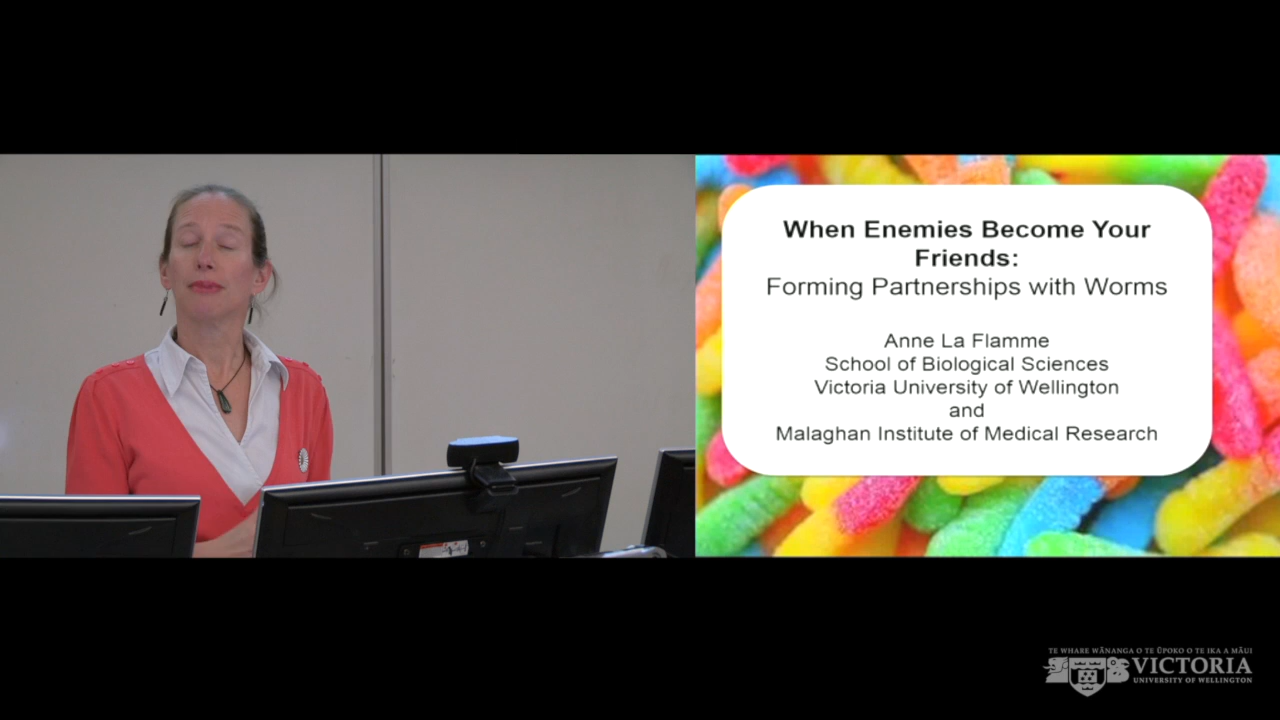 When Enemies Become Your
Friends:
Forming Partnerships with Worms
Anne La Flamme
School of Biological Sciences
Victoria University of Wellington
and
Malaghan Institute of Medical Research
TE WHARE WĀNANGA O TE ŪPOKO O TE IKA A MĀUI
VICTORIA
UNIVERSITY OF WELLINGTON